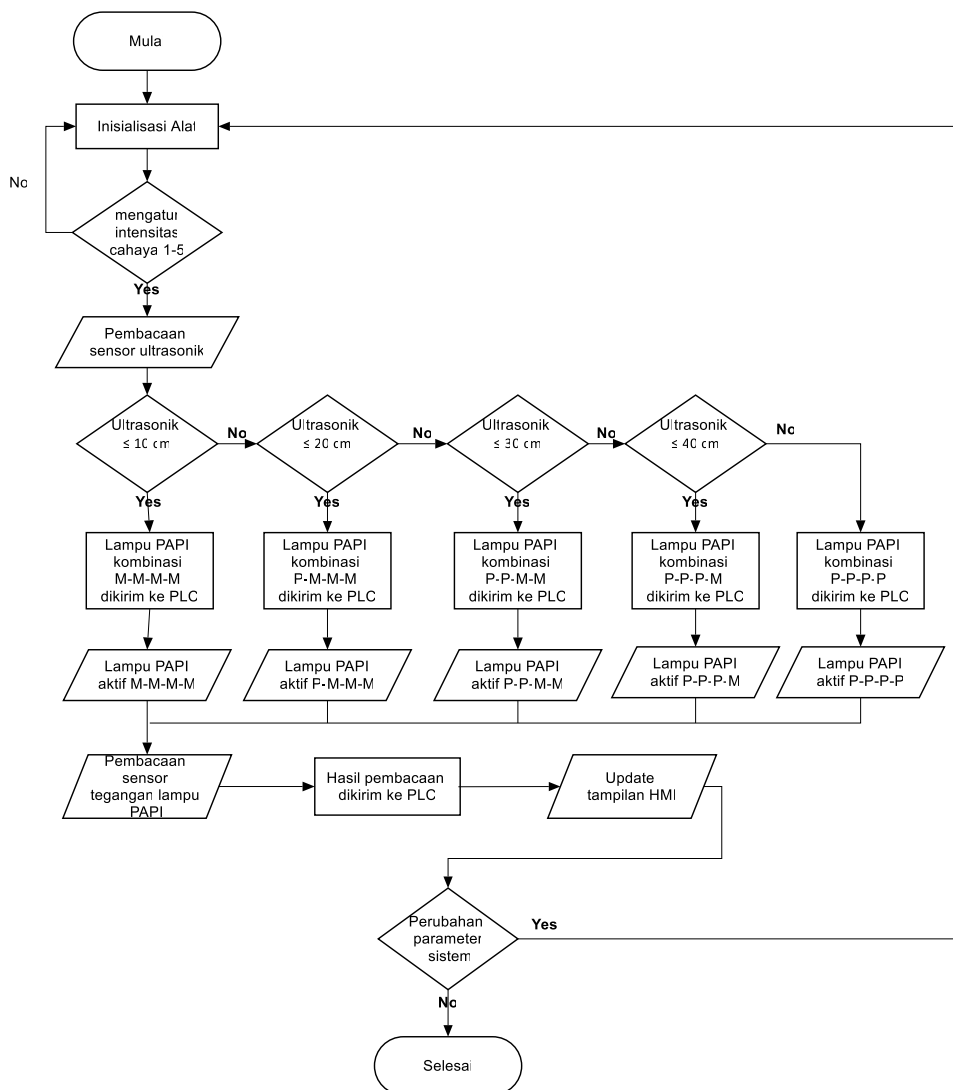 Mula
Inisialisasi Alat
No
mengatur
intensitas
cahaya 1-5
Yes
Pembacaan
sensor ultrasonik
Ultrasonik
≤ 10 cm
No
Ultrasonik
≤ 20 cm
No
Ultrasonik
≤ 30 cm
No
Ultrasonik
≤ 40 cm
No
Yes
Yes
Yes
Yes
Lampu PAPI
kombinasi
M-M-M-M
dikirim ke PLC
Lampu PAPI
kombinasi
P-M-M-M
dikirim ke PLC
Lampu PAPI
kombinasi
P-P-M-M
dikirim ke PLC
Lampu PAPI
kombinasi
P-P-P-M
dikirim ke PLC
Lampu PAPI
kombinasi
P-P-P-P
dikirim ke PLC
Lampu PAPI
aktif M-M-M-M
Lampu PAPI
aktif P-M-M-M
Lampu PAPI
aktif P-P-M-M
Lampu PAPI
aktif P-P-P-M
Lampu PAPI
aktif P-P-P-P
Pembacaan
sensor
tegangan lampu
PAPI
Hasil pembacaan
dikirim ke PLC
Update
tampilan HMI
Perubahan
parameter
sistem
Yes
No
Selesai